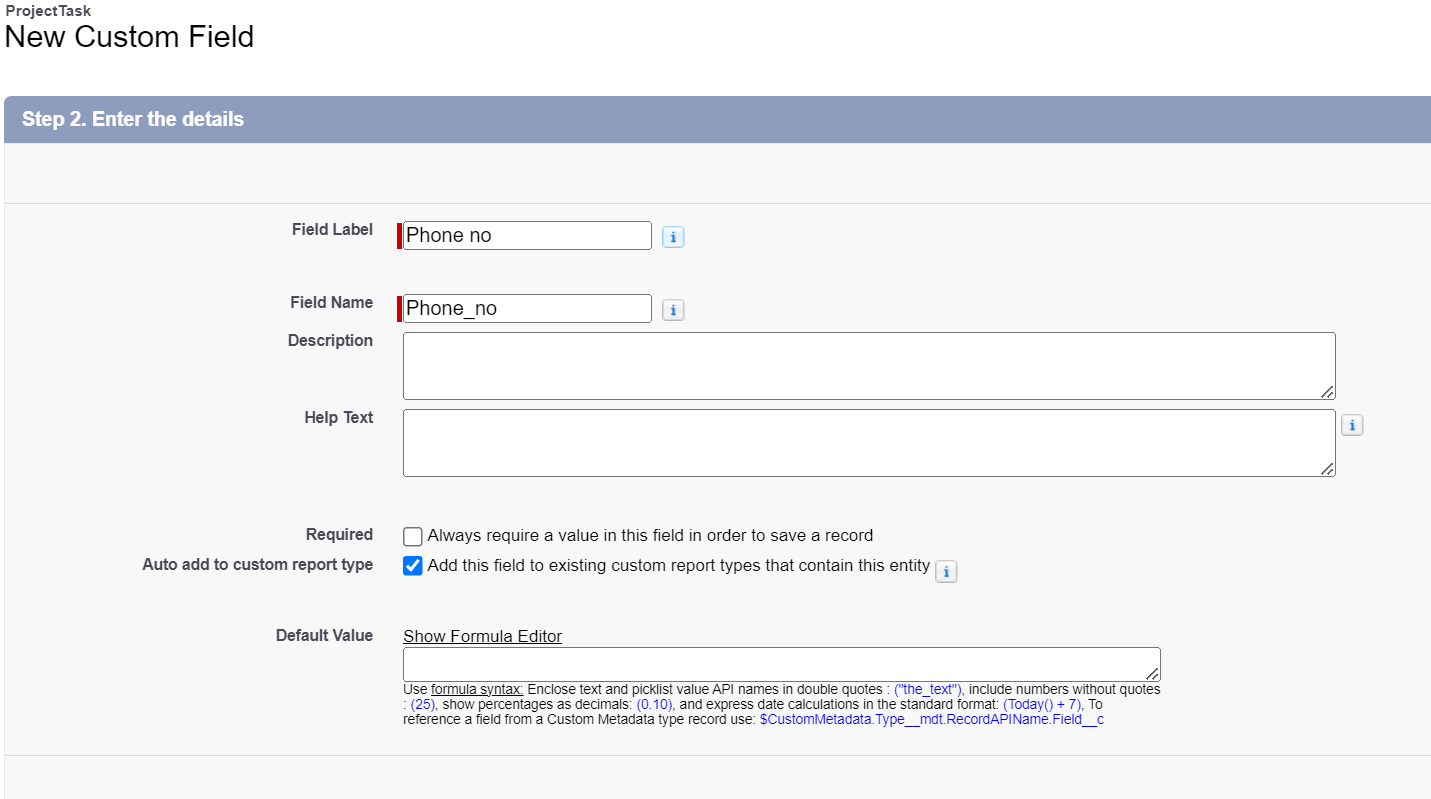 ProjectTask
New Custom Field
Step 2. Enter the details
Field Label
Phone no
i
Field Name
Phone_no
i
Description
Help Text
i
Required
Always require a value in this field in order to save a record
Auto add to custom report type
Add this field to existing custom report types that contain this entity
i
Default Value
Show Formula Editor
Use formula syntax: Enclose text and picklist value API names in double quotes : ("the_text"), include numbers without quotes
: (25), show percentages as decimals: (0.10), and express date calculations in the standard format: (Today() + 7), To
reference a field from a Custom Metadata type record use: $CustomMetadata.Type__mdt.RecordAPIName.Field__c